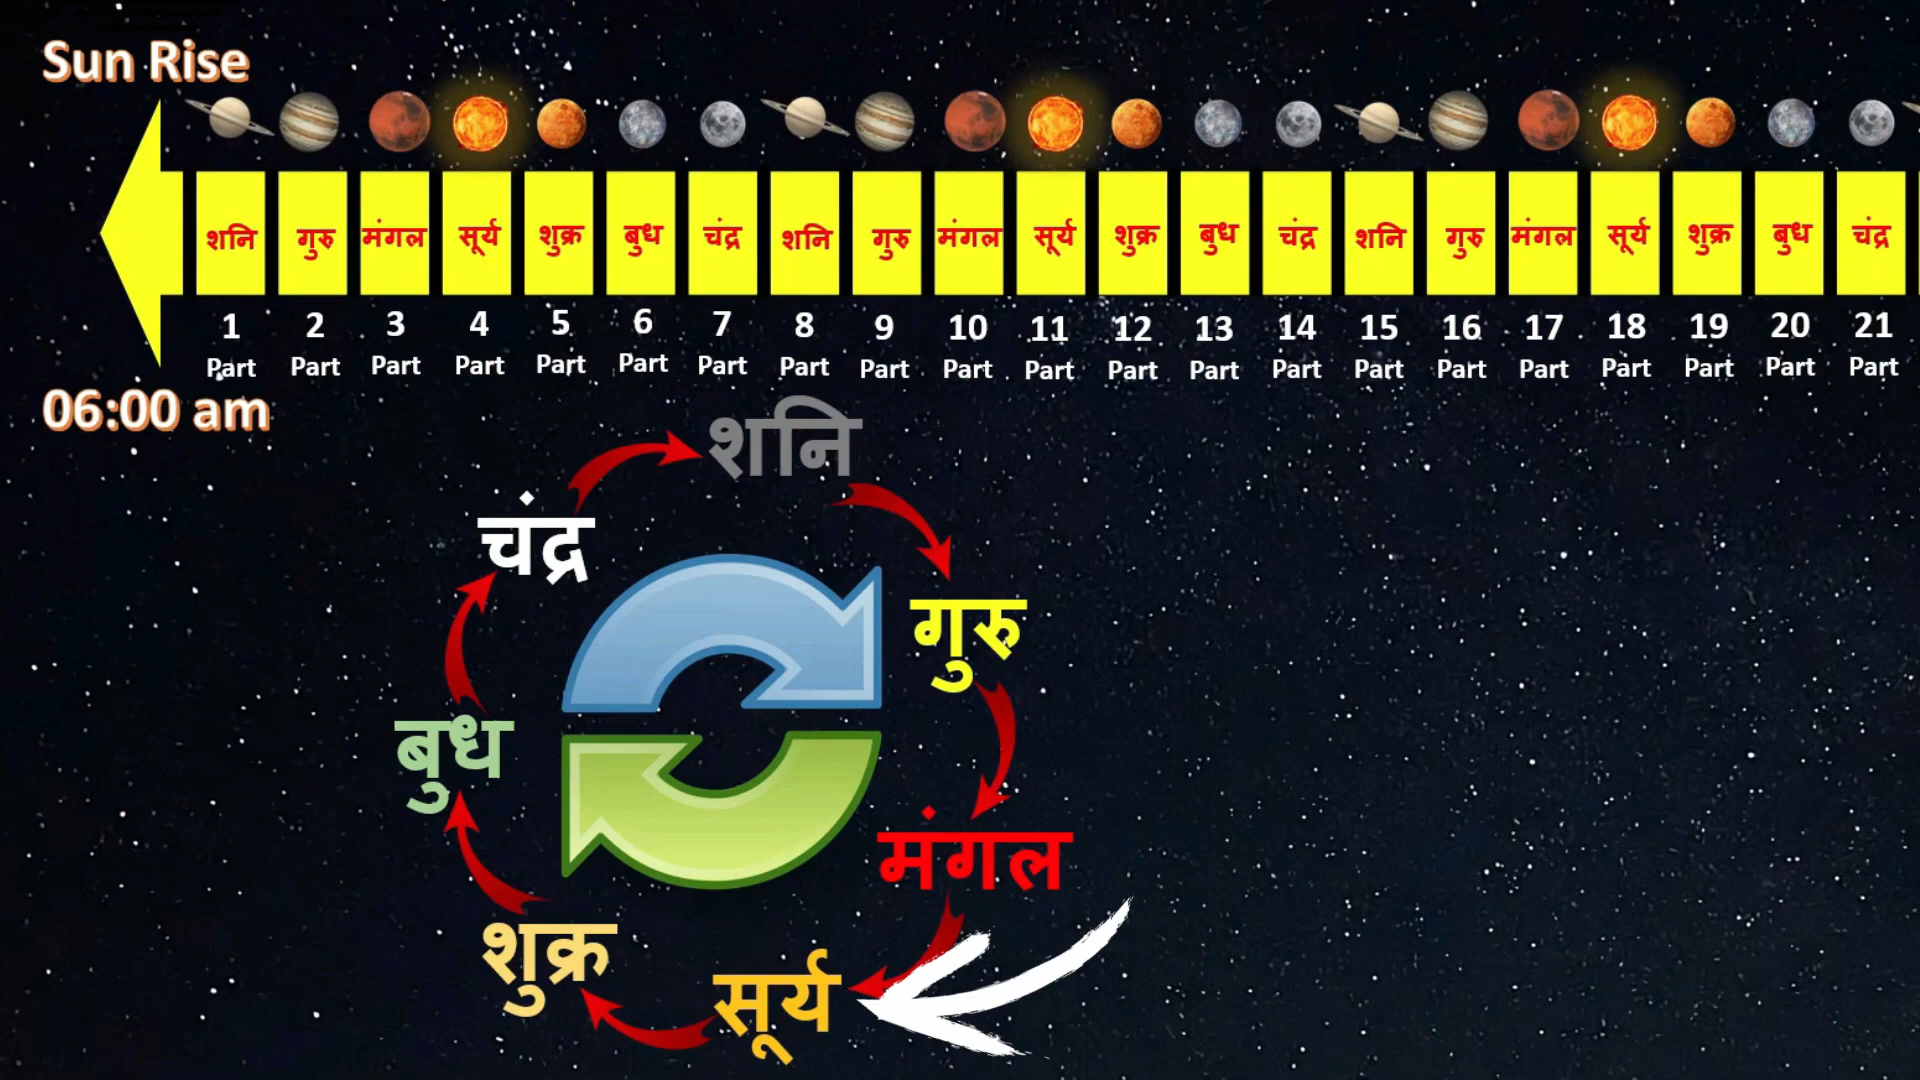 Sun Rise
शनि गुरु मंगल सूर्य शुक्र बुध चंद्र शनि गुरु मंगल सूर्य शुक्र बुध चंद्र शनि गुरु मंगल सूर्य शुक्र बुध चंद्र
1 2 3 4 5 6 7 8 9 10 11 12 13 14 15 16 17 18 19 20 21
Part Part Part Part Part Part Part Part Part Part Part Part Part Part Part Part Part Part Part Part Part
06:00 am
शनि
चंद्र
गुरु
बुध
मंगल
शुक्र
सूर्य